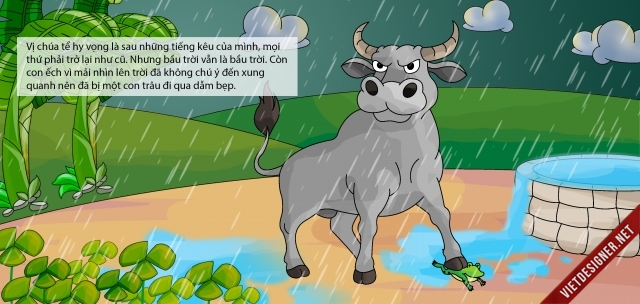 Vị chúa tể hy vọng là sau những tiếng kêu của mình, mọi
thứ phải trở lại như cũ. Nhưng bầu trời vẫn là bầu trời. Còn
con ếch vì mải nhìn lên trời đã không chú ý đến xung
quanh nên đã bị một con trâu đi qua dẫm bẹp.
VIETDESIGNER.NET